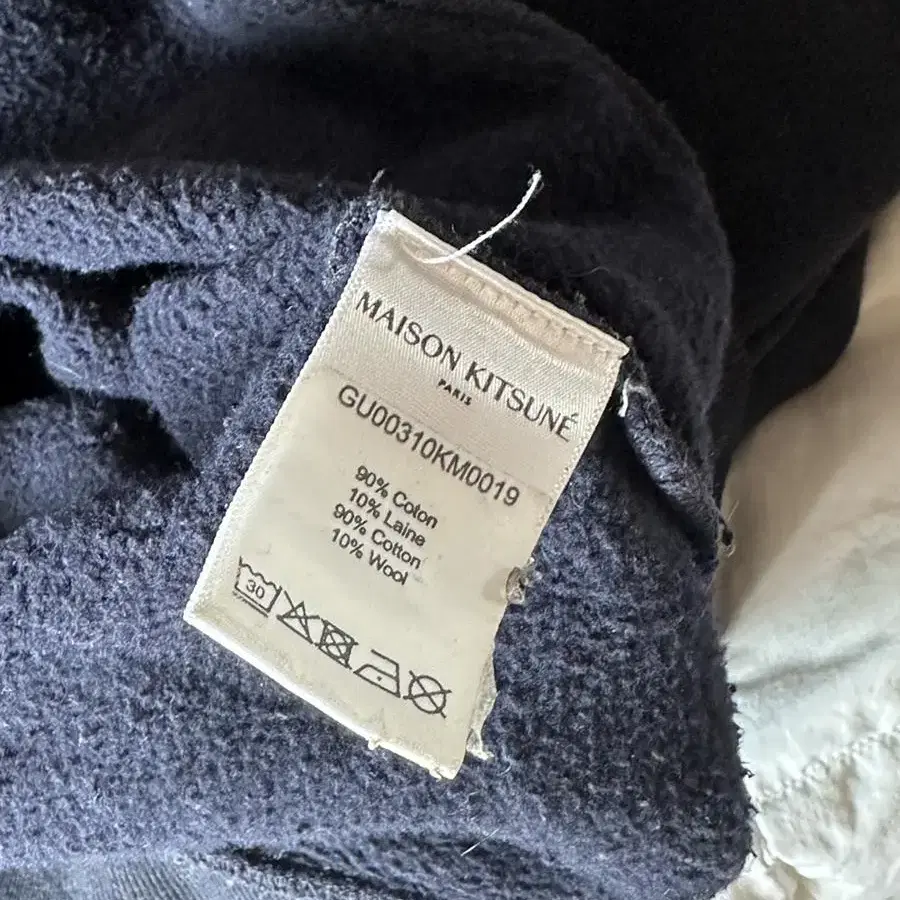 MAISON KITSUNÉ
PARIS
GU00310KM0019
90% Coton
10% Laine
90% Cotton
10% Wool
30